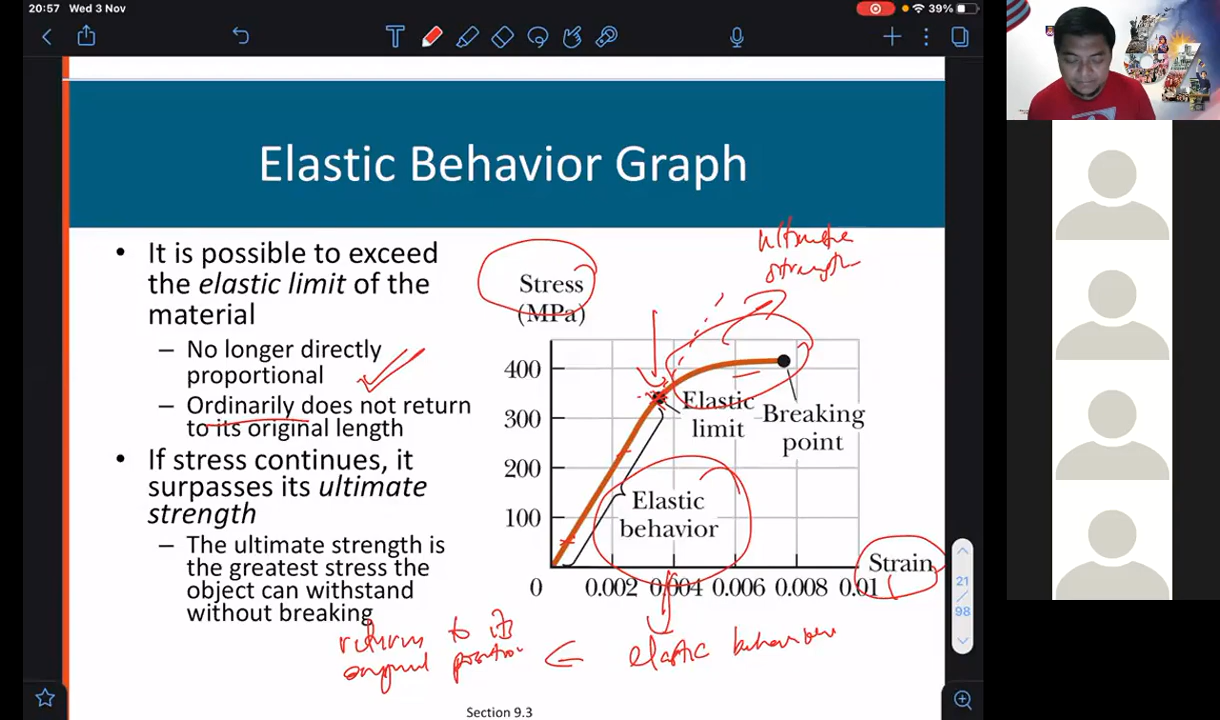 20:57 Wed 3 Nov
39%
Elastic Behavior Graph
• It is possible to exceed
the elastic limit of the
material
– No longer directly
proportional
– Ordinarily does not return
to its original length
• If stress continues, it
surpasses its ultimate
strength
– The ultimate strength is
the greatest stress the
object can withstand
without breaking
ultimate
strength
Stress
(MPa)
400
300
200
100
0
0.002 0.004 0.006 0.008 0.01
Elastic
limit
Breaking
point
Elastic
behavior
Strain
elastic behaviour
returns to its
original position
Section 9.3
21
/
98